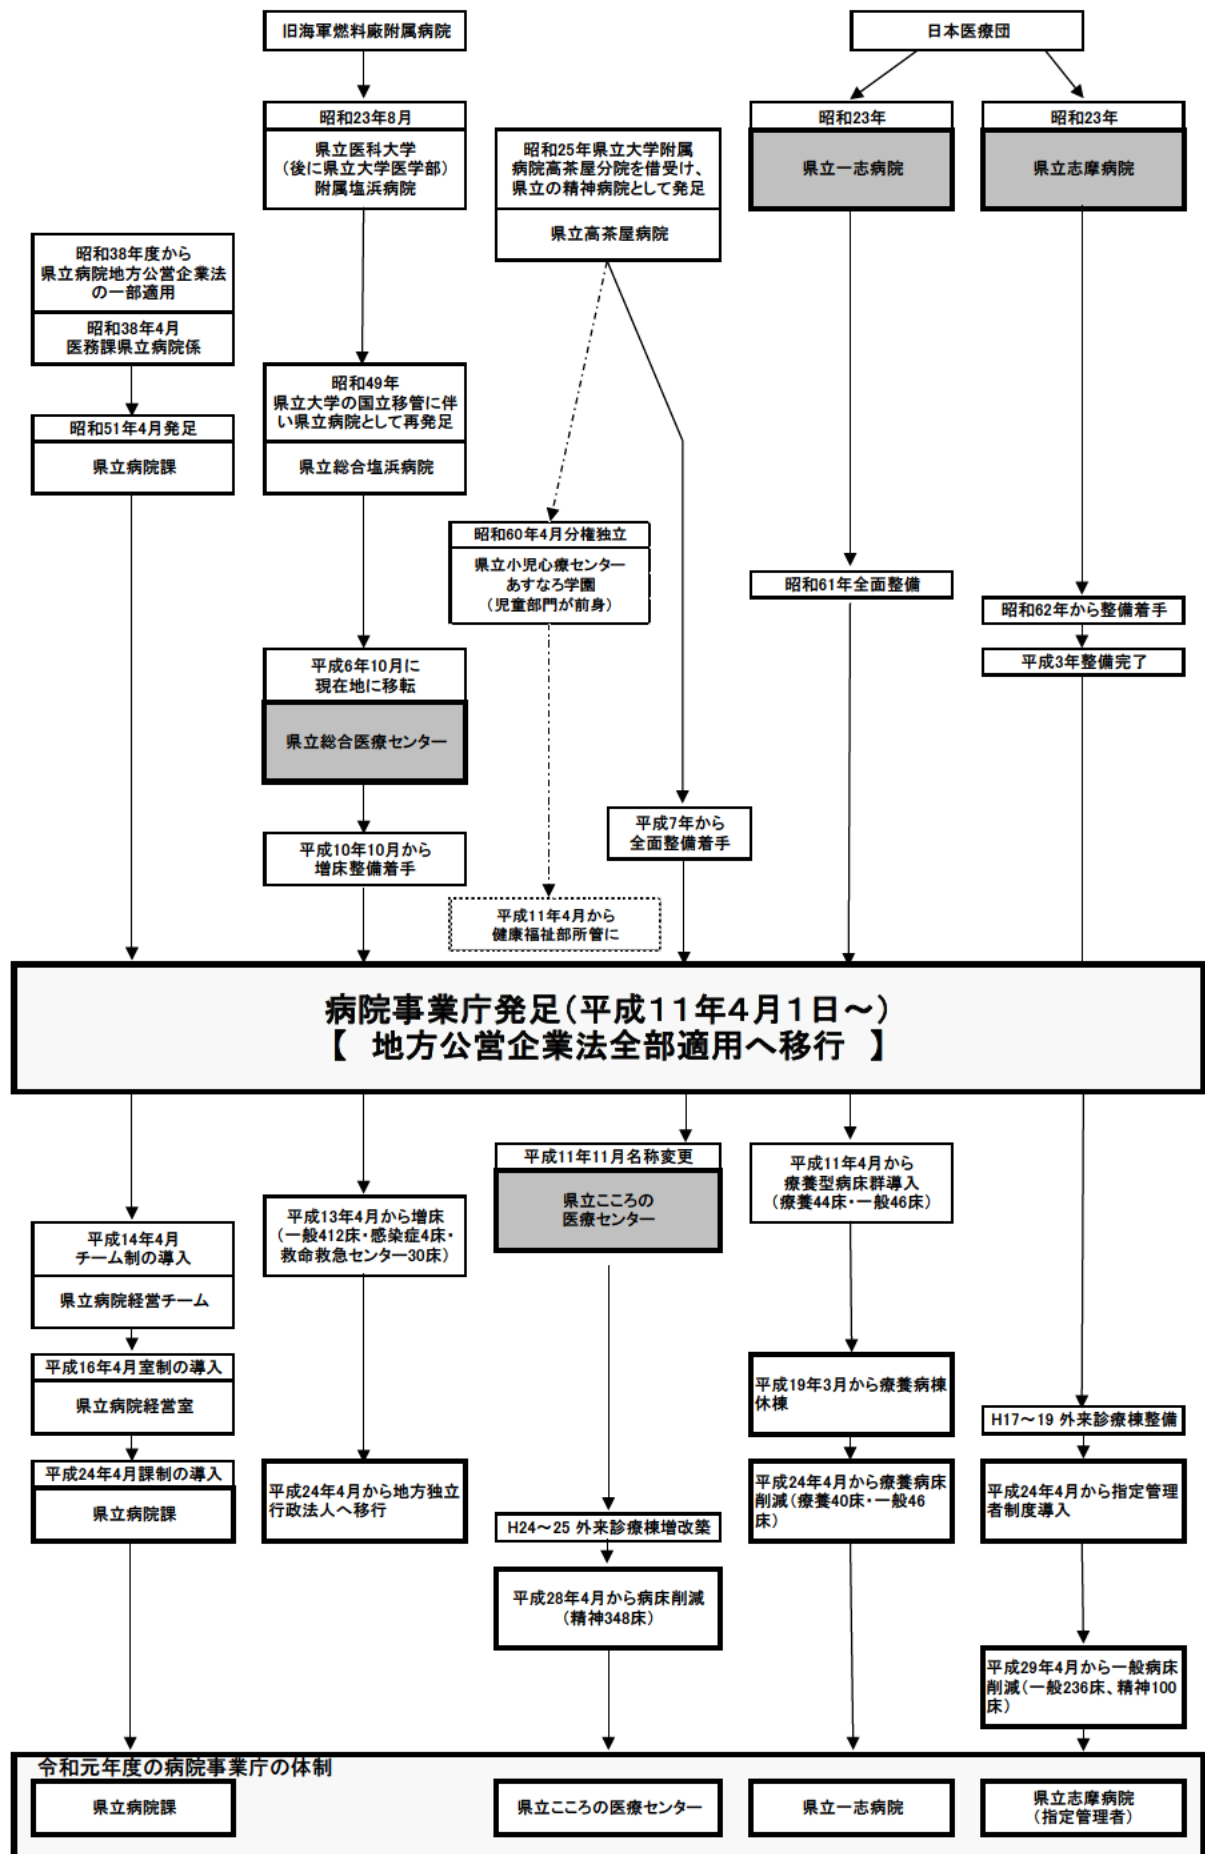 旧海軍燃料廠附属病院
日本医療団
昭和23年8月
県立医科大学
(後に県立大学医学部)
附属塩浜病院
昭和25年県立大学附属
病院高茶屋分院を借受け、
県立の精神病院として発足
県立高茶屋病院
昭和23年
県立一志病院
昭和23年
県立志摩病院
昭和38年度から
県立病院地方公営企業法
の一部適用
昭和38年4月
医務課県立病院係
昭和51年4月発足
県立病院課
昭和49年
県立大学の国立移管に伴
い県立病院として再発足
県立総合塩浜病院
昭和60年4月分権独立
県立小児心療センター
あすなろ学園
(児童部門が前身)
昭和61年全面整備
昭和62年から整備着手
平成3年整備完了
平成6年10月に
現在地に移転
県立総合医療センター
平成10年10月から
増床整備着手
平成7年から
全面整備着手
平成11年4月から
健康福祉部所管に
病院事業庁発足(平成11年4月1日～)
【 地方公営企業法全部適用へ移行 】
平成11年11月名称変更
県立こころの
医療センター
平成11年4月から
療養型病床群導入
(療養44床・一般46床)
平成13年4月から増床
(一般412床・感染症4床・
救命救急センター30床)
平成14年4月
チーム制の導入
県立病院経営チーム
平成16年4月室制の導入
県立病院経営室
平成24年4月課制の導入
県立病院課
平成24年4月から地方独立
行政法人へ移行
平成19年3月から療養病棟
休棟
平成24年4月から療養病床
削減(療養40床・一般46
床)
H17～19 外来診療棟整備
平成24年4月から指定管理
者制度導入
H24～25 外来診療棟増改築
平成28年4月から病床削減
(精神348床)
平成29年4月から一般病床
削減(一般236床、精神100
床)
令和元年度の病院事業庁の体制
県立病院課
県立こころの医療センター
県立一志病院
県立志摩病院
(指定管理者)